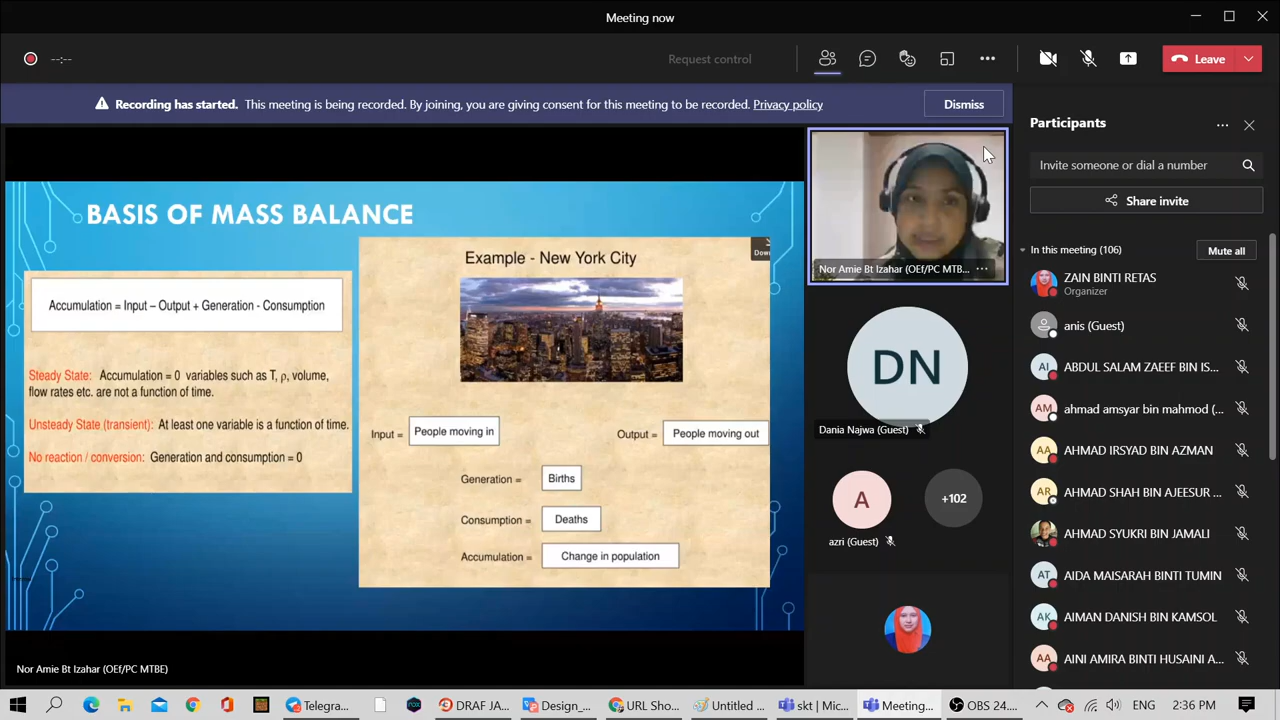 Meeting now
--:--
Request control
Leave
Recording has started. This meeting is being recorded. By joining, you are giving consent for this meeting to be recorded. Privacy policy
Dismiss
BASIS OF MASS BALANCE
Accumulation = Input – Output + Generation - Consumption
Steady State: Accumulation = 0 variables such as T, ρ, volume,
flow rates etc. are not a function of time.
Unsteady State (transient): At least one variable is a function of time.
No reaction / conversion: Generation and consumption = 0
Example - New York City
Input = People moving in
Output = People moving out
Generation = Births
Consumption = Deaths
Accumulation = Change in population
Nor Amie Bt Izahar (OEf/PC MTBE)
Nor Amie Bt Izahar (OEf/PC MTB...
DN
Dania Najwa (Guest)
A
azri (Guest)
+102
Participants
Invite someone or dial a number
Share invite
In this meeting (106)
Mute all
ZAIN BINTI RETAS
Organizer
anis (Guest)
AI ABDUL SALAM ZAEEF BIN IS...
AM ahmad amsyar bin mahmod (...
AA AHMAD IRSYAD BIN AZMAN
AR AHMAD SHAH BIN AJEESUR ...
AHMAD SYUKRI BIN JAMALI
AT AIDA MAISARAH BINTI TUMIN
AK AIMAN DANISH BIN KAMSOL
AA AINI AMIRA BINTI HUSAINI A...
Telegra...
DRAF JA...
Design_...
URL Sho...
Untitled ...
skt | Mic...
Meeting...
OBS 24....
2:36 PM